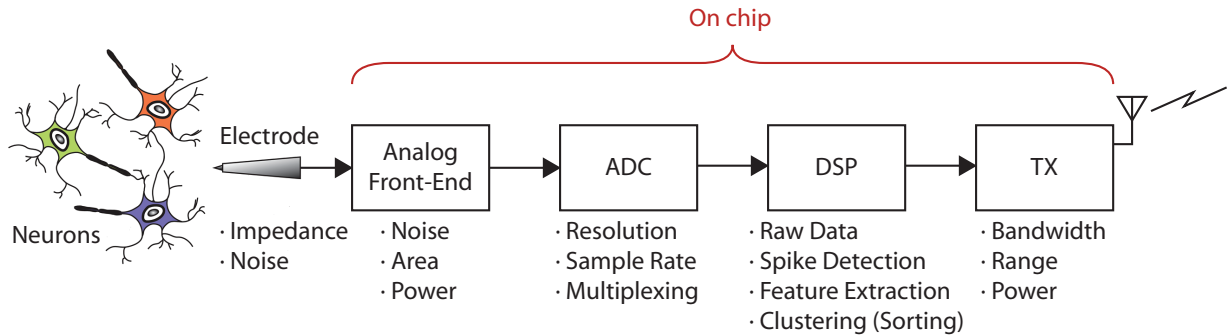 On chip
Electrode
Neurons
Analog
Front-End
ADC
DSP
TX
· Impedance
· Noise
· Noise
· Area
· Power
· Resolution
· Sample Rate
· Multiplexing
· Raw Data
· Spike Detection
· Feature Extraction
· Clustering (Sorting)
· Bandwidth
· Range
· Power